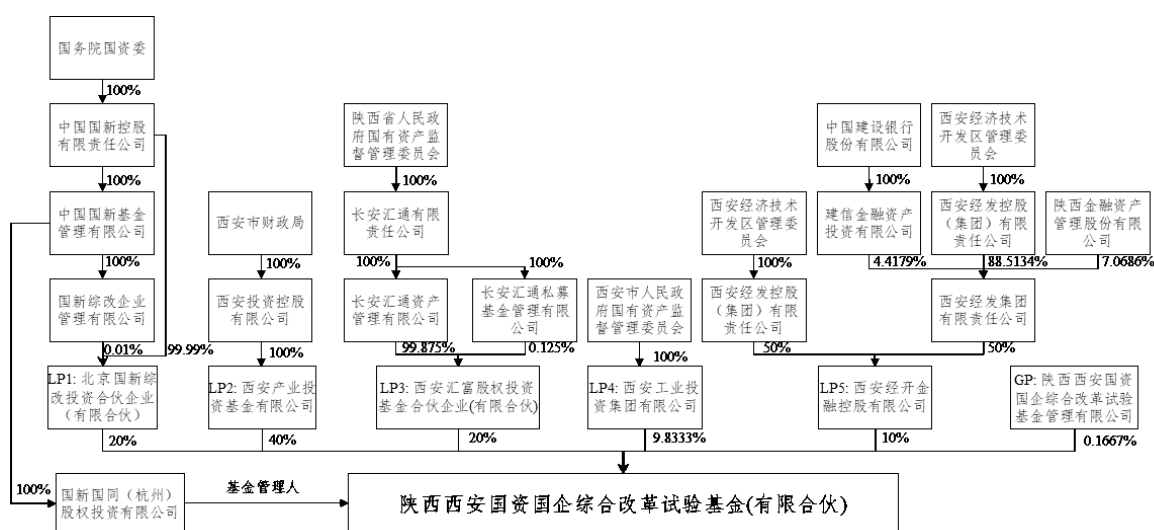 国务院国资委
100%
中国国新控股
有限责任公司
陕西省人民政
府国有资产监
督管理委员会
中国建设银行
股份有限公司
西安经济技术
开发区管理委
员会
100%
100%
100%
100%
中国国新基金
管理有限公司
西安市财政局
长安汇通有限
责任公司
西安经济技术
开发区管理委
员会
建信金融资产
投资有限公司
西安经发控股
（集团）有限
责任公司
陕西金融资产
管理股份有限
公司
100%
100%
100%
100%
100%
4.4179%
88.5134%
7.0686%
国新综改企业
管理有限公司
西安投资控股
有限公司
长安汇通资产
管理有限公司
长安汇通私募
基金管理有限
公司
西安市人民政
府国有资产监
督管理委员会
西安经发控股
（集团）有限
责任公司
西安经发集团
有限责任公司
0.01%
99.99%
100%
99.875%
0.125%
100%
50%
50%
LP1: 北京国新综
改投资合伙企业
（有限合伙）
LP2: 西安产业投
资基金有限公司
LP3: 西安汇富股权投资
基金合伙企业(有限合伙)
LP4: 西安工业投
资集团有限公司
LP5: 西安经开金
融控股有限公司
GP: 陕西西安国资
国企综合改革试验
基金管理有限公司
20%
40%
20%
9.8333%
10%
0.1667%
100%
国新国同（杭州）
股权投资有限公司
基金管理人
陕西西安国资国企综合改革试验基金(有限合伙)